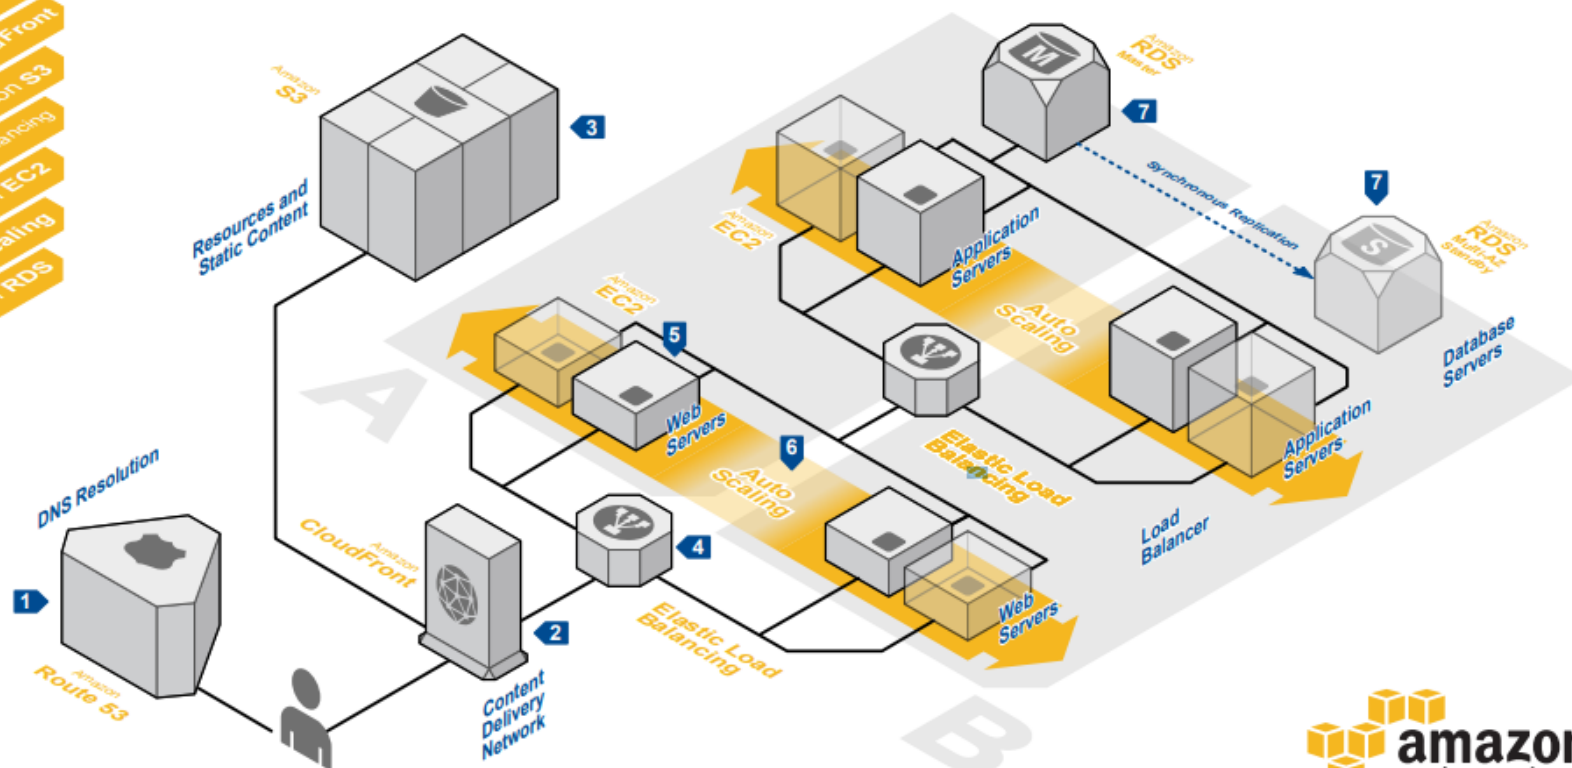 Front
n S3
ancing
EC2
aling
RDS
Amazon
S3
3
Resources and
Static Content
Amazon
RDS
Master
7
Synchronous Replication
7
Amazon
RDS
Multi-Az
Standby
Database
Servers
Amazon
EC2
Application
Servers
Auto
Scaling
Application
Servers
Amazon
EC2
5
Web
Servers
6
Auto
Scaling
Elastic Load
Balancing
Load
Balancer
Web
Servers
A
B
DNS Resolution
1
Amazon
Route 53
Amazon
CloudFront
2
Content
Delivery
Network
4
Elastic Load
Balancing
M
S
amazon